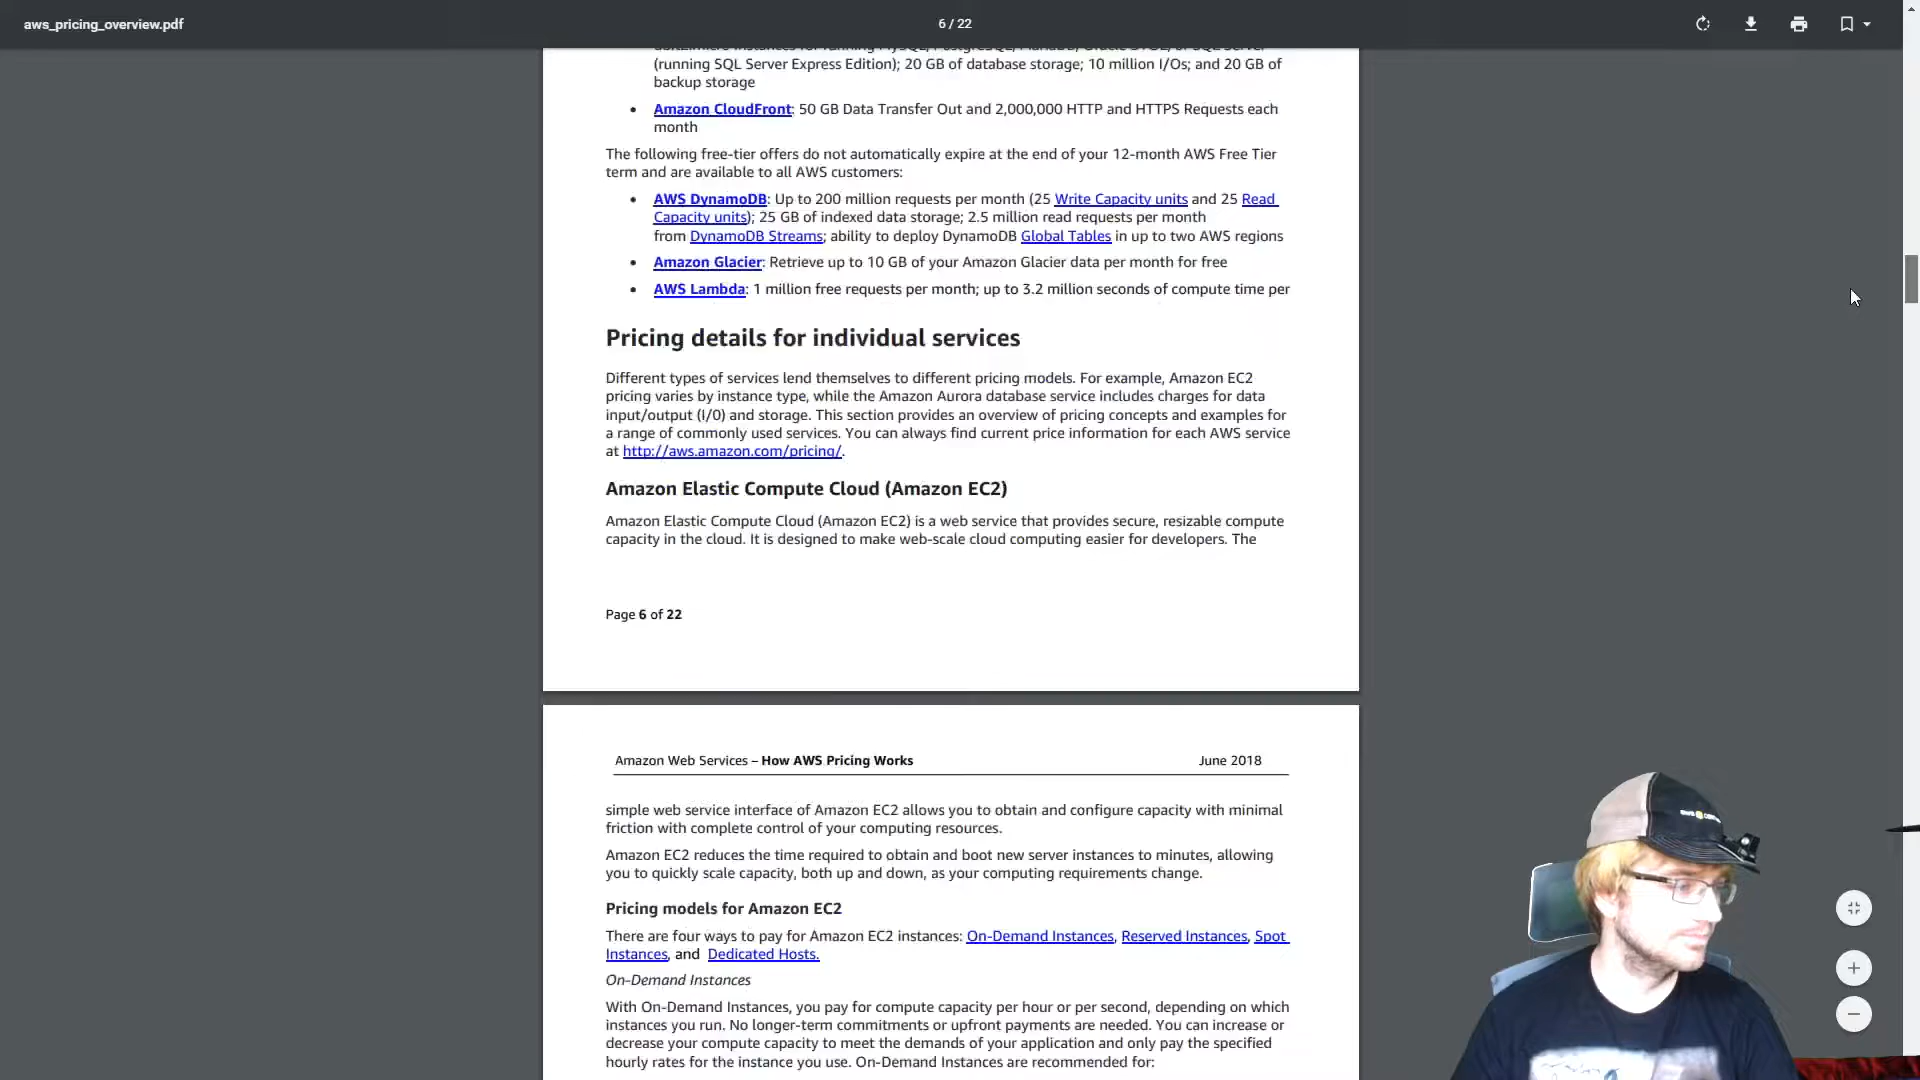 aws_pricing_overview.pdf
6 / 22
(running SQL Server Express Edition); 20 GB of database storage; 10 million I/Os; and 20 GB of
backup storage
• Amazon CloudFront: 50 GB Data Transfer Out and 2,000,000 HTTP and HTTPS Requests each
month
The following free-tier offers do not automatically expire at the end of your 12-month AWS Free Tier
term and are available to all AWS customers:
• AWS DynamoDB: Up to 200 million requests per month (25 Write Capacity units and 25 Read
Capacity units); 25 GB of indexed data storage; 2.5 million read requests per month
from DynamoDB Streams; ability to deploy DynamoDB Global Tables in up to two AWS regions
• Amazon Glacier: Retrieve up to 10 GB of your Amazon Glacier data per month for free
• AWS Lambda: 1 million free requests per month; up to 3.2 million seconds of compute time per
Pricing details for individual services
Different types of services lend themselves to different pricing models. For example, Amazon EC2
pricing varies by instance type, while the Amazon Aurora database service includes charges for data
input/output (I/0) and storage. This section provides an overview of pricing concepts and examples for
a range of commonly used services. You can always find current price information for each AWS service
at http://aws.amazon.com/pricing/.
Amazon Elastic Compute Cloud (Amazon EC2)
Amazon Elastic Compute Cloud (Amazon EC2) is a web service that provides secure, resizable compute
capacity in the cloud. It is designed to make web-scale cloud computing easier for developers. The
Page 6 of 22
Amazon Web Services – How AWS Pricing Works June 2018
simple web service interface of Amazon EC2 allows you to obtain and configure capacity with minimal
friction with complete control of your computing resources.
Amazon EC2 reduces the time required to obtain and boot new server instances to minutes, allowing
you to quickly scale capacity, both up and down, as your computing requirements change.
Pricing models for Amazon EC2
There are four ways to pay for Amazon EC2 instances: On-Demand Instances, Reserved Instances, Spot
Instances, and Dedicated Hosts.
On-Demand Instances
With On-Demand Instances, you pay for compute capacity per hour or per second, depending on which
instances you run. No longer-term commitments or upfront payments are needed. You can increase or
decrease your compute capacity to meet the demands of your application and only pay the specified
hourly rates for the instance you use. On-Demand Instances are recommended for:
aws